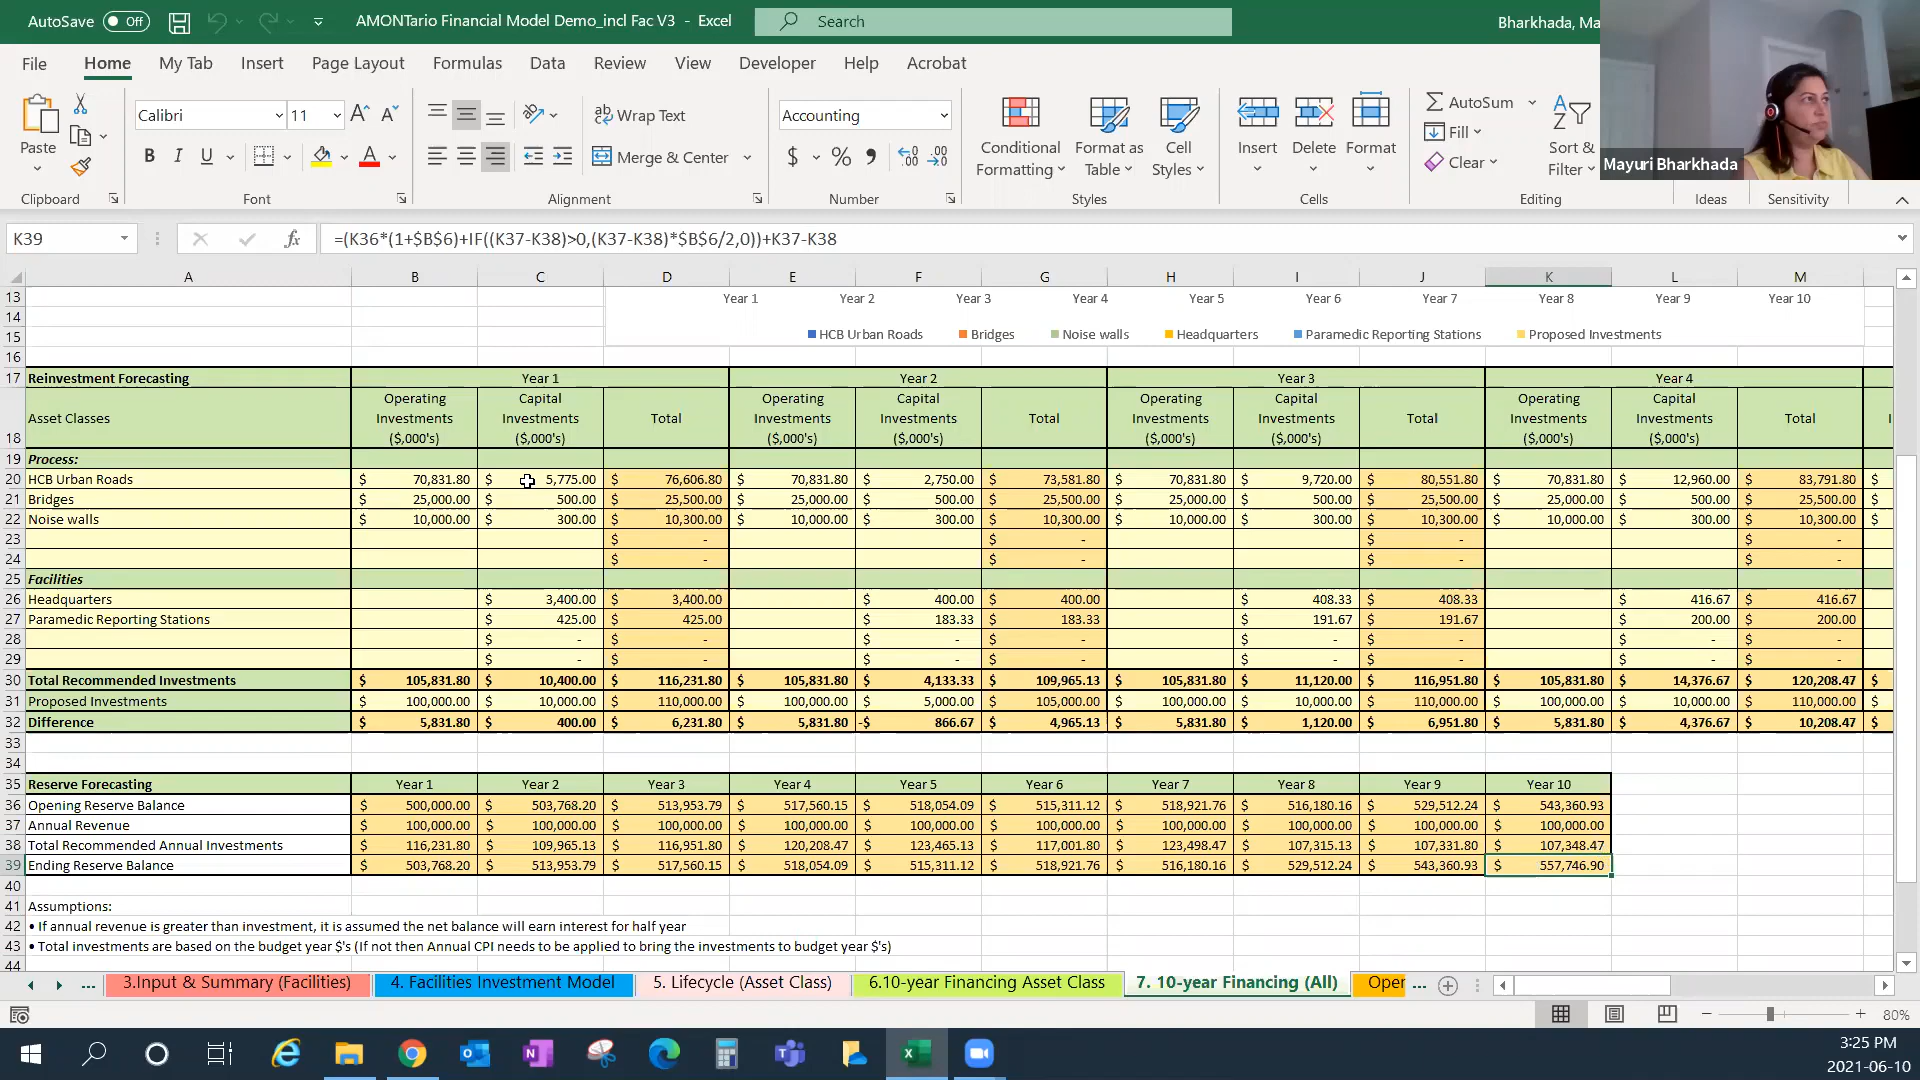 AutoSave Off AMONTario Financial Model Demo_incl Fac V3 - Excel Search Bharkhada, Ma
File Home My Tab Insert Page Layout Formulas Data Review View Developer Help Acrobat
Calibri 11 Wrap Text Accounting AutoSum
Paste B I U Merge & Center $ % Conditional Formatting Format as Table Cell Styles Insert Delete Format Fill Clear Sort & Filter
Mayuri Bharkhada
Clipboard Font Alignment Number Styles Cells Editing Ideas Sensitivity
K39 fx =(K36*(1+$B$6)+IF((K37-K38)>0,(K37-K38)*$B$6/2,0))+K37-K38
A B C D E F G H I J K L M
13 Year 1 Year 2 Year 3 Year 4 Year 5 Year 6 Year 7 Year 8 Year 9 Year 10
14
15 HCB Urban Roads Bridges Noise walls Headquarters Paramedic Reporting Stations Proposed Investments
16
17 Reinvestment Forecasting Year 1 Year 2 Year 3 Year 4
18 Asset Classes Operating Investments ($,000's) Capital Investments ($,000's) Total Operating Investments ($,000's) Capital Investments ($,000's) Total Operating Investments ($,000's) Capital Investments ($,000's) Total Operating Investments ($,000's) Capital Investments ($,000's) Total I
19 Process:
20 HCB Urban Roads $ 70,831.80 $ 5,775.00 $ 76,606.80 $ 70,831.80 $ 2,750.00 $ 73,581.80 $ 70,831.80 $ 9,720.00 $ 80,551.80 $ 70,831.80 $ 12,960.00 $ 83,791.80 $
21 Bridges $ 25,000.00 $ 500.00 $ 25,500.00 $ 25,000.00 $ 500.00 $ 25,500.00 $ 25,000.00 $ 500.00 $ 25,500.00 $ 25,000.00 $ 500.00 $ 25,500.00 $
22 Noise walls $ 10,000.00 $ 300.00 $ 10,300.00 $ 10,000.00 $ 300.00 $ 10,300.00 $ 10,000.00 $ 300.00 $ 10,300.00 $ 10,000.00 $ 300.00 $ 10,300.00 $
23 $ - $ - $ - $ -
24 $ - $ - $ - $ -
25 Facilities
26 Headquarters $ 3,400.00 $ 3,400.00 $ 400.00 $ 400.00 $ 408.33 $ 408.33 $ 416.67 $ 416.67
27 Paramedic Reporting Stations $ 425.00 $ 425.00 $ 183.33 $ 183.33 $ 191.67 $ 191.67 $ 200.00 $ 200.00
28 $ - $ - $ - $ - $ - $ - $ - $ -
29 $ - $ - $ - $ - $ - $ - $ - $ -
30 Total Recommended Investments $ 105,831.80 $ 10,400.00 $ 116,231.80 $ 105,831.80 $ 4,133.33 $ 109,965.13 $ 105,831.80 $ 11,120.00 $ 116,951.80 $ 105,831.80 $ 14,376.67 $ 120,208.47 $
31 Proposed Investments $ 100,000.00 $ 10,000.00 $ 110,000.00 $ 100,000.00 $ 5,000.00 $ 105,000.00 $ 100,000.00 $ 10,000.00 $ 110,000.00 $ 100,000.00 $ 10,000.00 $ 110,000.00 $
32 Difference $ 5,831.80 $ 400.00 $ 6,231.80 $ 5,831.80 -$ 866.67 $ 4,965.13 $ 5,831.80 $ 1,120.00 $ 6,951.80 $ 5,831.80 $ 4,376.67 $ 10,208.47 $
33
34
35 Reserve Forecasting Year 1 Year 2 Year 3 Year 4 Year 5 Year 6 Year 7 Year 8 Year 9 Year 10
36 Opening Reserve Balance $ 500,000.00 $ 503,768.20 $ 513,953.79 $ 517,560.15 $ 518,054.09 $ 515,311.12 $ 518,921.76 $ 516,180.16 $ 529,512.24 $ 543,360.93
37 Annual Revenue $ 100,000.00 $ 100,000.00 $ 100,000.00 $ 100,000.00 $ 100,000.00 $ 100,000.00 $ 100,000.00 $ 100,000.00 $ 100,000.00 $ 100,000.00
38 Total Recommended Annual Investments $ 116,231.80 $ 109,965.13 $ 116,951.80 $ 120,208.47 $ 123,465.13 $ 117,001.80 $ 123,498.47 $ 107,315.13 $ 107,331.80 $ 107,348.47
39 Ending Reserve Balance $ 503,768.20 $ 513,953.79 $ 517,560.15 $ 518,054.09 $ 515,311.12 $ 518,921.76 $ 516,180.16 $ 529,512.24 $ 543,360.93 $ 557,746.90
40
41 Assumptions:
42 • If annual revenue is greater than investment, it is assumed the net balance will earn interest for half year
43 • Total investments are based on the budget year $'s (If not then Annual CPI needs to be applied to bring the investments to budget year $'s)
44
... 3.Input & Summary (Facilities) 4. Facilities Investment Model 5. Lifecycle (Asset Class) 6.10-year Financing Asset Class 7. 10-year Financing (All) Oper ...
80%
3:25 PM
2021-06-10